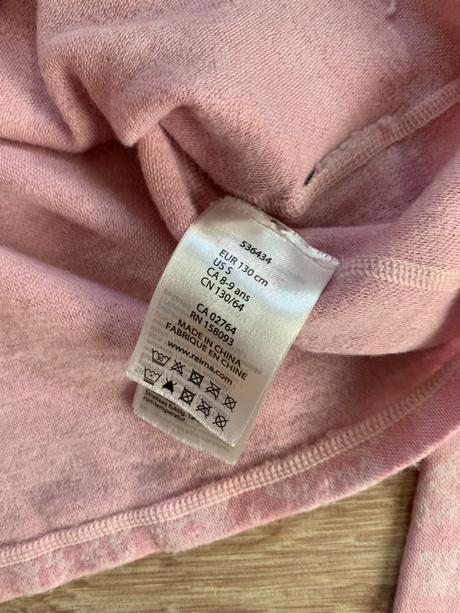 536434
EUR 130 cm
US S
CA 8-9 ans
CN 130/64
CA 02764
RN 158093
MADE IN CHINA
FABRIQUE EN CHINE
www.reima.com